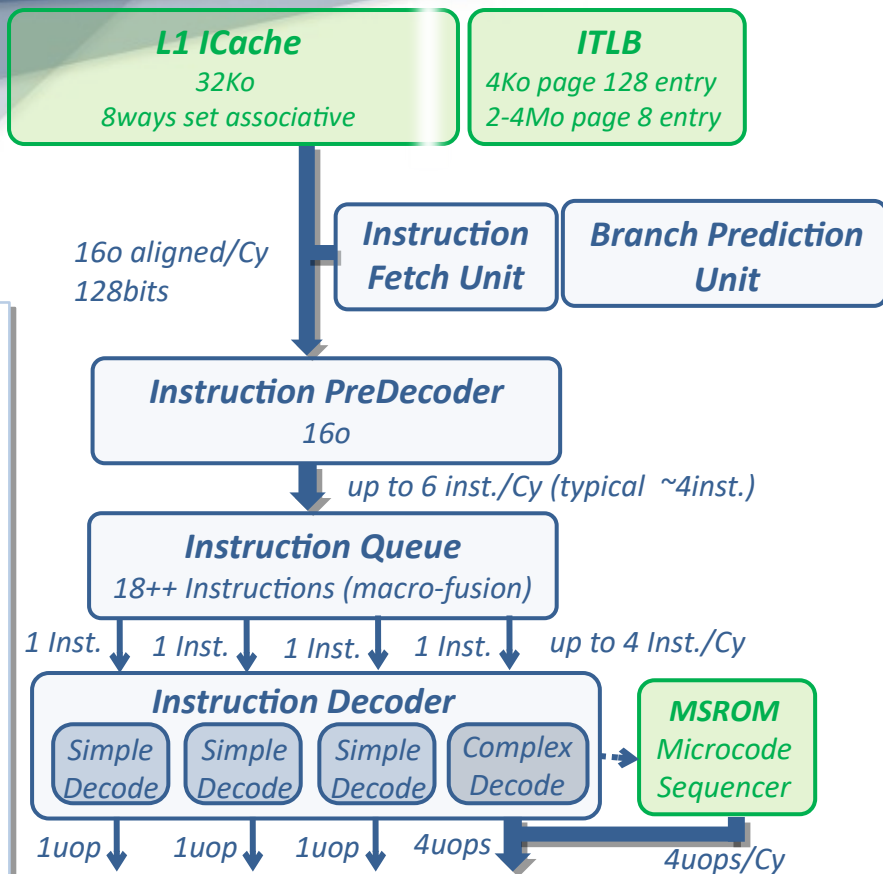 L1 ICache
32Ko
8ways set associative
ITLB
4Ko page 128 entry
2-4Mo page 8 entry
16o aligned/Cy
128bits
Instruction
Fetch Unit
Branch Prediction
Unit
Instruction PreDecoder
16o
up to 6 inst./Cy (typical ~4inst.)
Instruction Queue
18++ Instructions (macro-fusion)
1 Inst.
1 Inst.
1 Inst.
1 Inst.
up to 4 Inst./Cy
Instruction Decoder
Simple
Decode
Simple
Decode
Simple
Decode
Complex
Decode
MSROM
Microcode
Sequencer
1uop
1uop
1uop
4uops
4uops/Cy